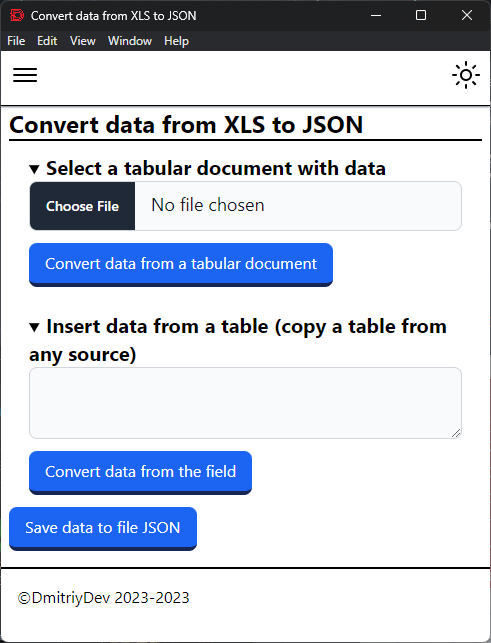 Convert data from XLS to JSON
File Edit View Window Help
Convert data from XLS to JSON
▼ Select a tabular document with data
Choose File No file chosen
Convert data from a tabular document
▼ Insert data from a table (copy a table from
any source)
Convert data from the field
Save data to file JSON
©DmitriyDev 2023-2023